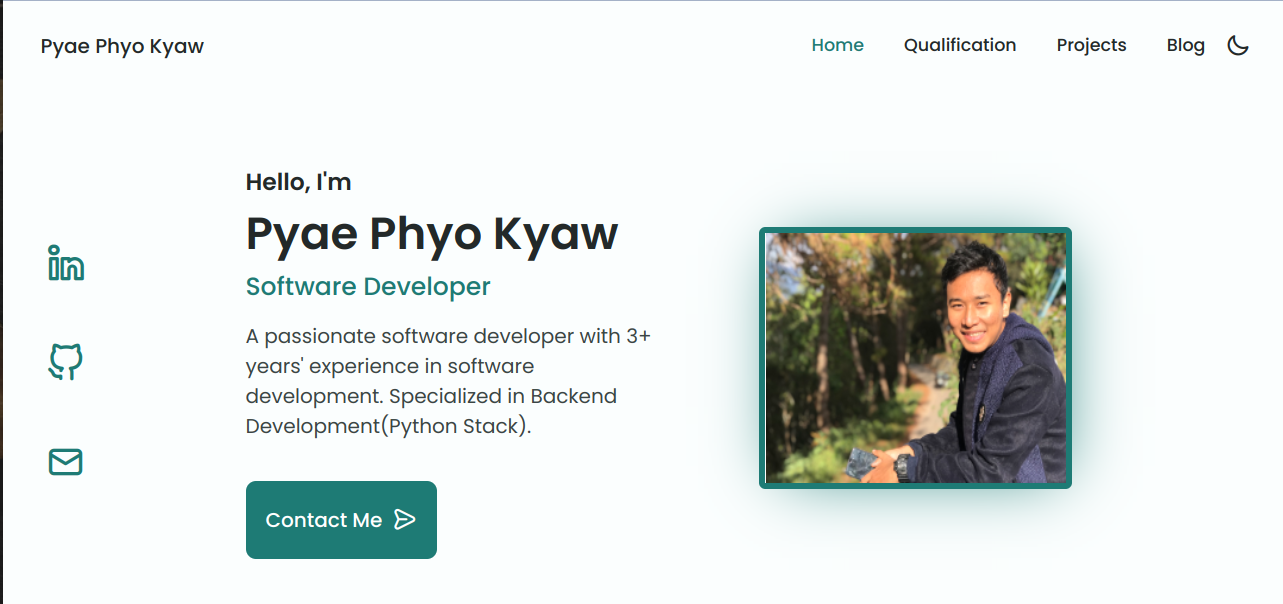 Pyae Phyo Kyaw
Home Qualification Projects Blog
Hello, I'm
Pyae Phyo Kyaw
Software Developer
A passionate software developer with 3+
years' experience in software
development. Specialized in Backend
Development(Python Stack).
Contact Me